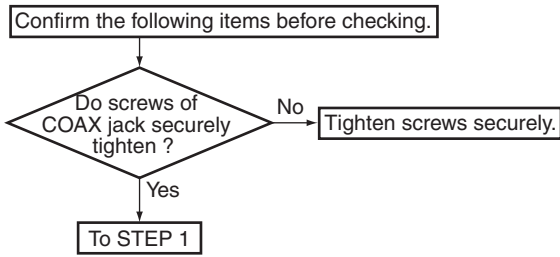 Confirm the following items before checking.
Do screws of
COAX jack securely
tighten ?
No
Tighten screws securely.
Yes
To STEP 1